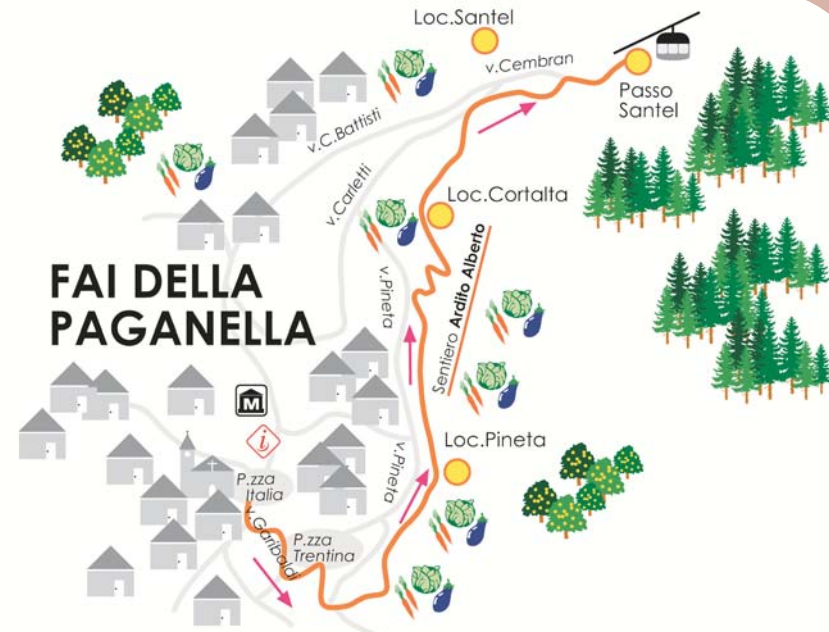 Loc.Santel
v.Cembran
Passo
Santel
v.C.Battisti
v.Carletti
Loc.Cortalta
FAI DELLA
PAGANELLA
v.Pineta
Sentiero Ardito Alberto
M
i
Loc.Pineta
v.Pineta
P.zza
Italia
v.Garibaldi
P.zza
Trentina